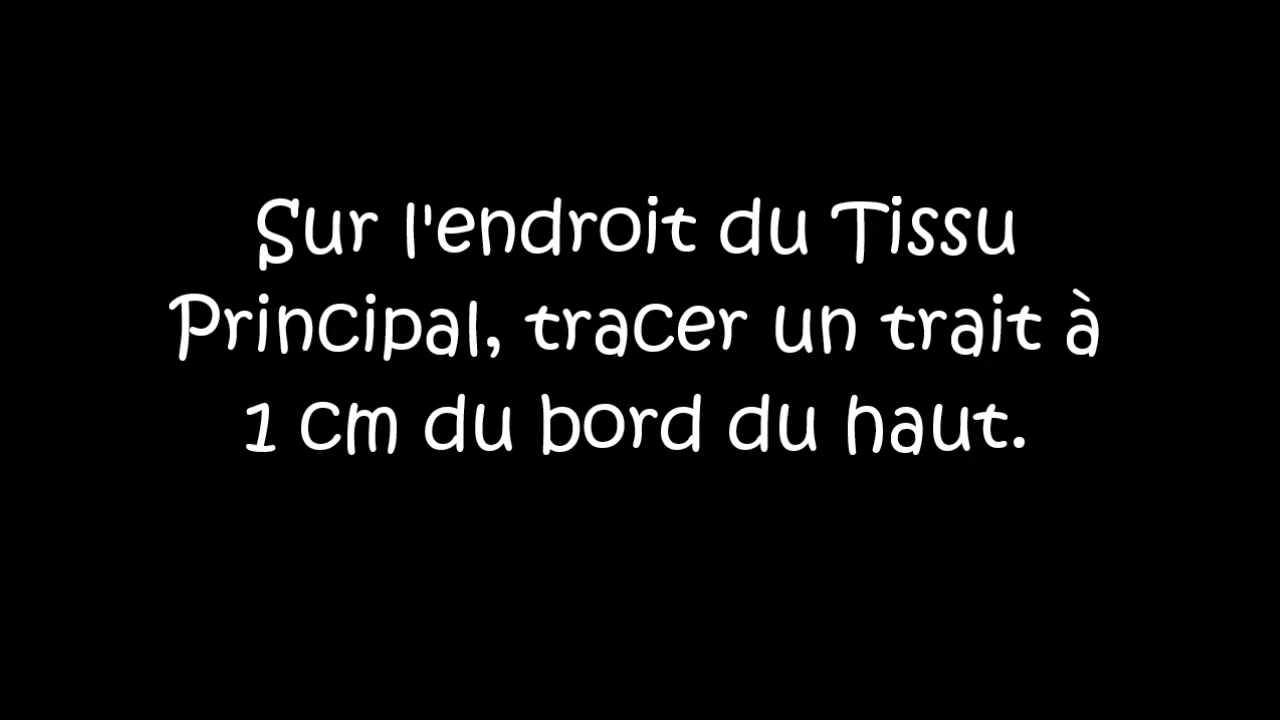 Sur l'endroit du Tissu
Principal, tracer un trait à
1 cm du bord du haut.